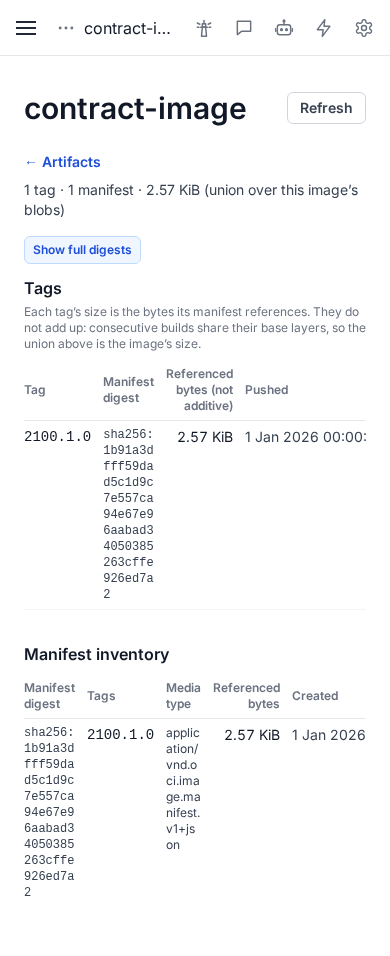 contract-i...
contract-image
Refresh
← Artifacts
1 tag · 1 manifest · 2.57 KiB (union over this image's
blobs)
Show full digests
Tags
Each tag's size is the bytes its manifest references. They do
not add up: consecutive builds share their base layers, so the
union above is the image's size.
Tag
Manifest
digest
Referenced
bytes (not
additive)
Pushed
2100.1.0
sha256:
1b91a3d
fff59da
d5c1d9c
7e557ca
94e67e9
6aabad3
4050385
263cffe
926ed7a
2
2.57 KiB
1 Jan 2026 00:00:
Manifest inventory
Manifest
digest
Tags
Media
type
Referenced
bytes
Created
sha256:
1b91a3d
fff59da
d5c1d9c
7e557ca
94e67e9
6aabad3
4050385
263cffe
926ed7a
2
2100.1.0
applic
ation/
vnd.o
ci.ima
ge.ma
nifest.
v1+js
on
2.57 KiB
1 Jan 2026